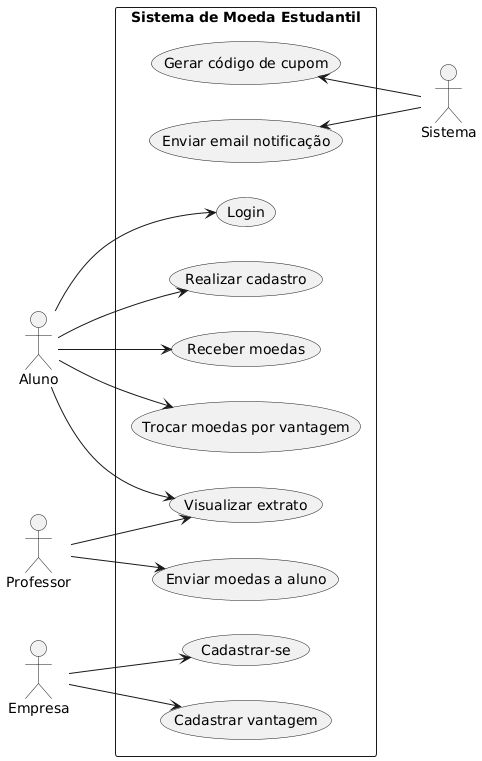 Sistema de Moeda Estudantil
Gerar código de cupom
Sistema
Enviar email notificação
Login
Realizar cadastro
Receber moedas
Aluno
Trocar moedas por vantagem
Visualizar extrato
Professor
Enviar moedas a aluno
Cadastrar-se
Empresa
Cadastrar vantagem